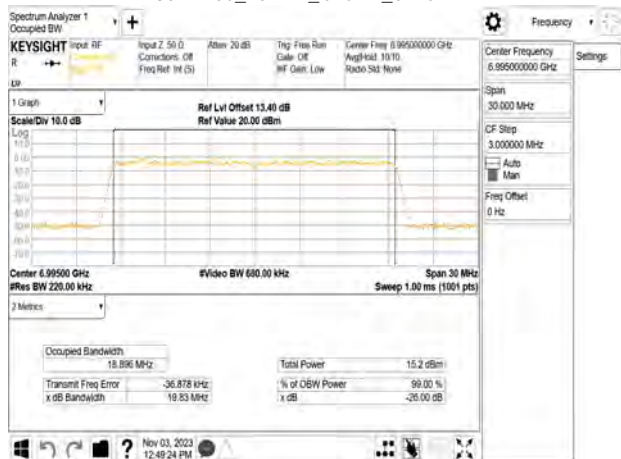 Spectrum Analyzer 1
Occupied BW
Frequency
KEYSIGHT
Input: RF
Input Z: 50 Ω
Corrections: Off
Freq Ref: Int (S)
Atten: 20 dB
Trig: Free Run
Gate: Off
#IF Gain: Low
Center Freq: 6.995000000 GHz
Avg|Hold: 10/10
Radio Std: None
R
Center Frequency
6.995000000 GHz
Settings
Span
30.000 MHz
CF Step
3.000000 MHz
Auto
Man
Freq Offset
0 Hz
1 Graph
Scale/Div 10.0 dB
Ref Lvl Offset 13.40 dB
Ref Value 20.00 dBm
Log
Center 6.99500 GHz
#Res BW 220.00 kHz
#Video BW 680.00 kHz
Span 30 MHz
Sweep 1.00 ms (1001 pts)
2 Metrics
Occupied Bandwidth
18.896 MHz
Total Power
15.2 dBm
Transmit Freq Error
-36.878 kHz
% of OBW Power
99.00 %
x dB Bandwidth
19.83 MHz
x dB
-26.00 dB
Nov 03, 2023
12:49:24 PM